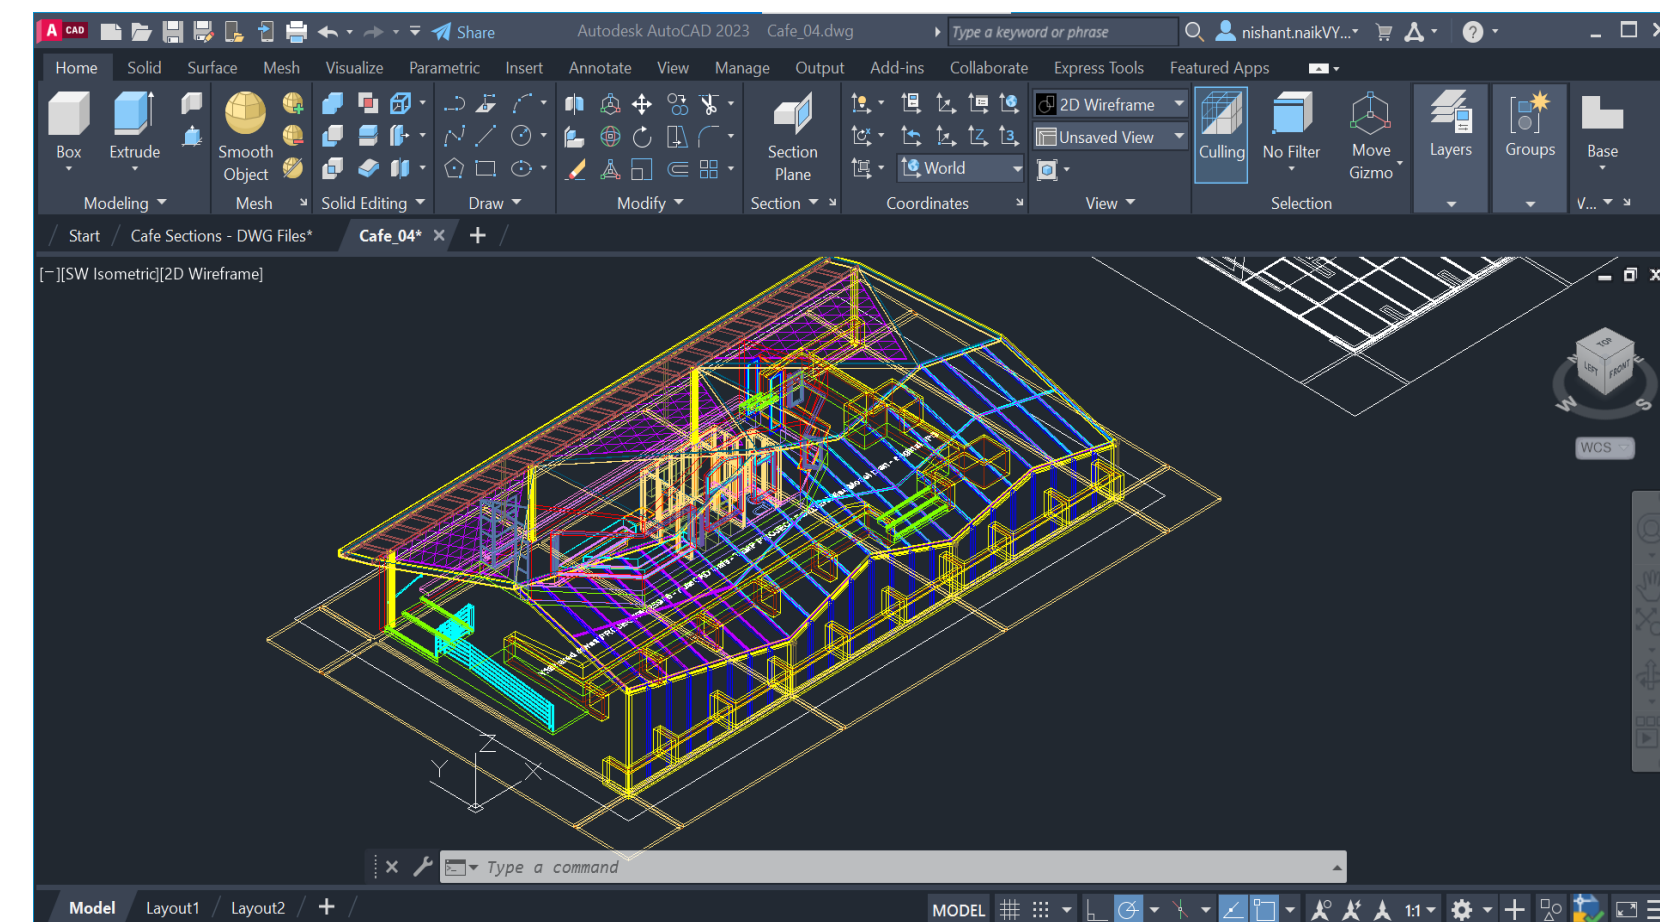 A CAD
Share
Autodesk AutoCAD 2023 Cafe_04.dwg
Type a keyword or phrase
nishant.naikVY...
Home Solid Surface Mesh Visualize Parametric Insert Annotate View Manage Output Add-ins Collaborate Express Tools Featured Apps
2D Wireframe
Unsaved View
Box Extrude Smooth Object
Section Plane
World
Culling No Filter Move Gizmo
Layers Groups Base
Modeling Mesh Solid Editing Draw Modify Section Coordinates View Selection V...
Start Cafe Sections - DWG Files* Cafe_04*
[−][SW Isometric][2D Wireframe]
TOP
LEFT FRONT
W S
WCS
Z
Y X
Type a command
Model Layout1 Layout2
MODEL 1:1